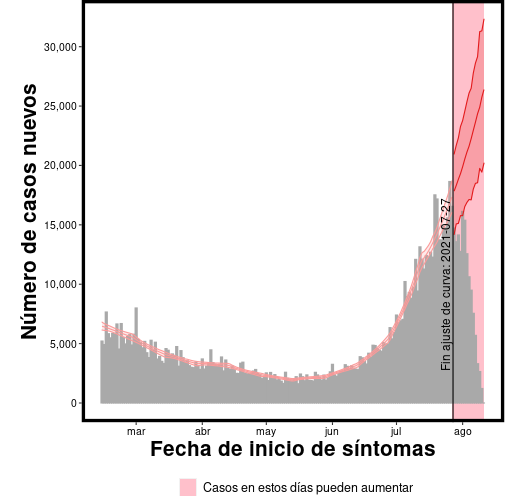 Número de casos nuevos
30,000
25,000
20,000
15,000
10,000
5,000
0
Fin ajuste de curva: 2021-07-27
mar abr may jun jul ago
Fecha de inicio de síntomas
Casos en estos días pueden aumentar